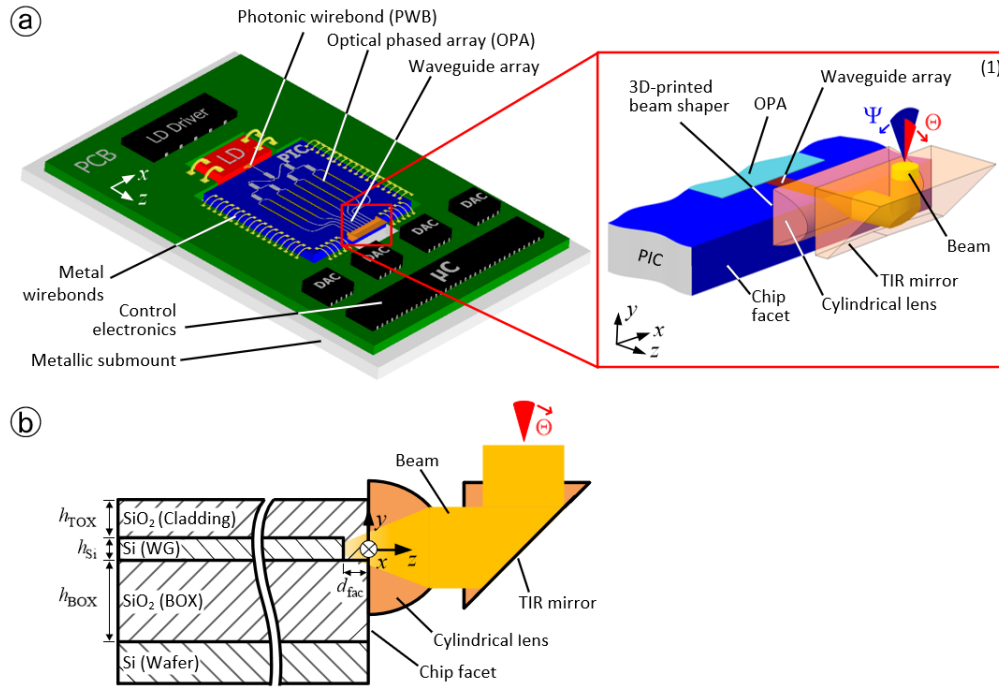 a
Photonic wirebond (PWB)
Optical phased array (OPA)
Waveguide array
PCB
LD Driver
LD
PIC
x
z
DAC
DAC
DAC
DAC
µC
Metal
wirebonds
Control
electronics
Metallic submount
(1)
3D-printed
beam shaper
Waveguide array
OPA
Ψ
Θ
PIC
Beam
TIR mirror
Cylindrical lens
Chip
facet
y
x
z
b
Θ
Beam
hTOX
SiO2 (Cladding)
hSi
Si (WG)
hBOX
SiO2 (BOX)
Si (Wafer)
y
x
z
dfac
TIR mirror
Cylindrical lens
Chip facet